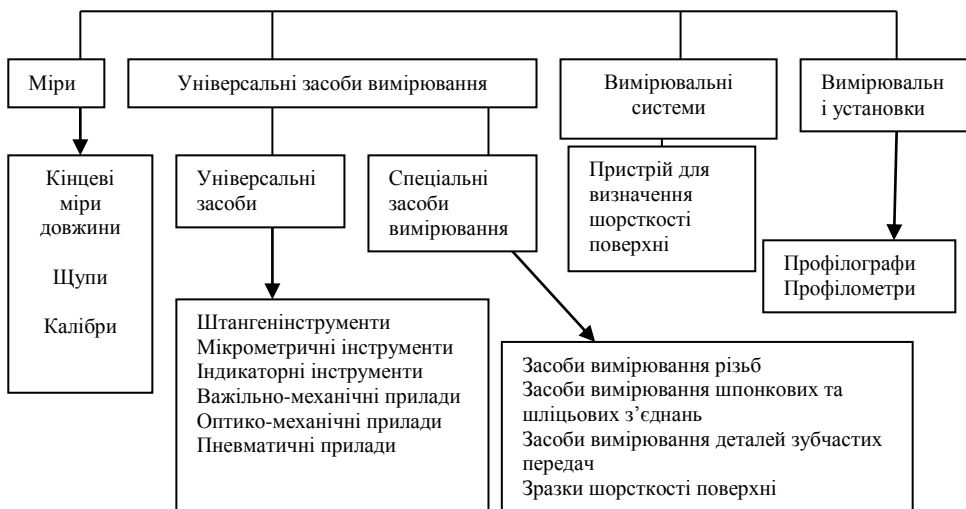 Міри
Універсальні засоби вимірювання
Вимірювальні
системи
Вимірювальн
і установки
Кінцеві
міри
довжини
Щупи
Калібри
Універсальні
засоби
Спеціальні
засоби
вимірювання
Пристрій для
визначення
шорсткості
поверхні
Профілографи
Профілометри
Штангенінструменти
Мікрометричні інструменти
Індикаторні інструменти
Важільно-механічні прилади
Оптико-механічні прилади
Пневматичні прилади
Засоби вимірювання різьб
Засоби вимірювання шпонкових та
шліцьових з’єднань
Засоби вимірювання деталей зубчастих
передач
Зразки шорсткості поверхні